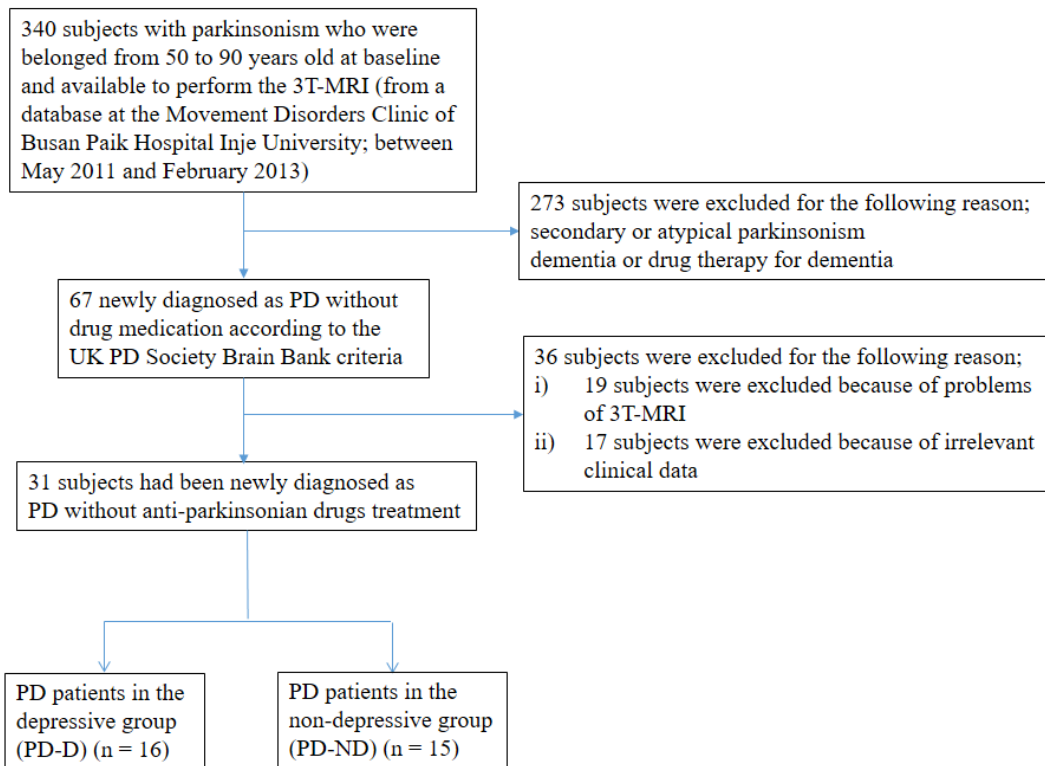 340 subjects with parkinsonism who were
belonged from 50 to 90 years old at baseline
and available to perform the 3T-MRI (from a
database at the Movement Disorders Clinic of
Busan Paik Hospital Inje University; between
May 2011 and February 2013)
273 subjects were excluded for the following reason;
secondary or atypical parkinsonism
dementia or drug therapy for dementia
67 newly diagnosed as PD without
drug medication according to the
UK PD Society Brain Bank criteria
36 subjects were excluded for the following reason;
i) 19 subjects were excluded because of problems
of 3T-MRI
ii) 17 subjects were excluded because of irrelevant
clinical data
31 subjects had been newly diagnosed as
PD without anti-parkinsonian drugs treatment
PD patients in the
depressive group
(PD-D) (n = 16)
PD patients in the
non-depressive group
(PD-ND) (n = 15)